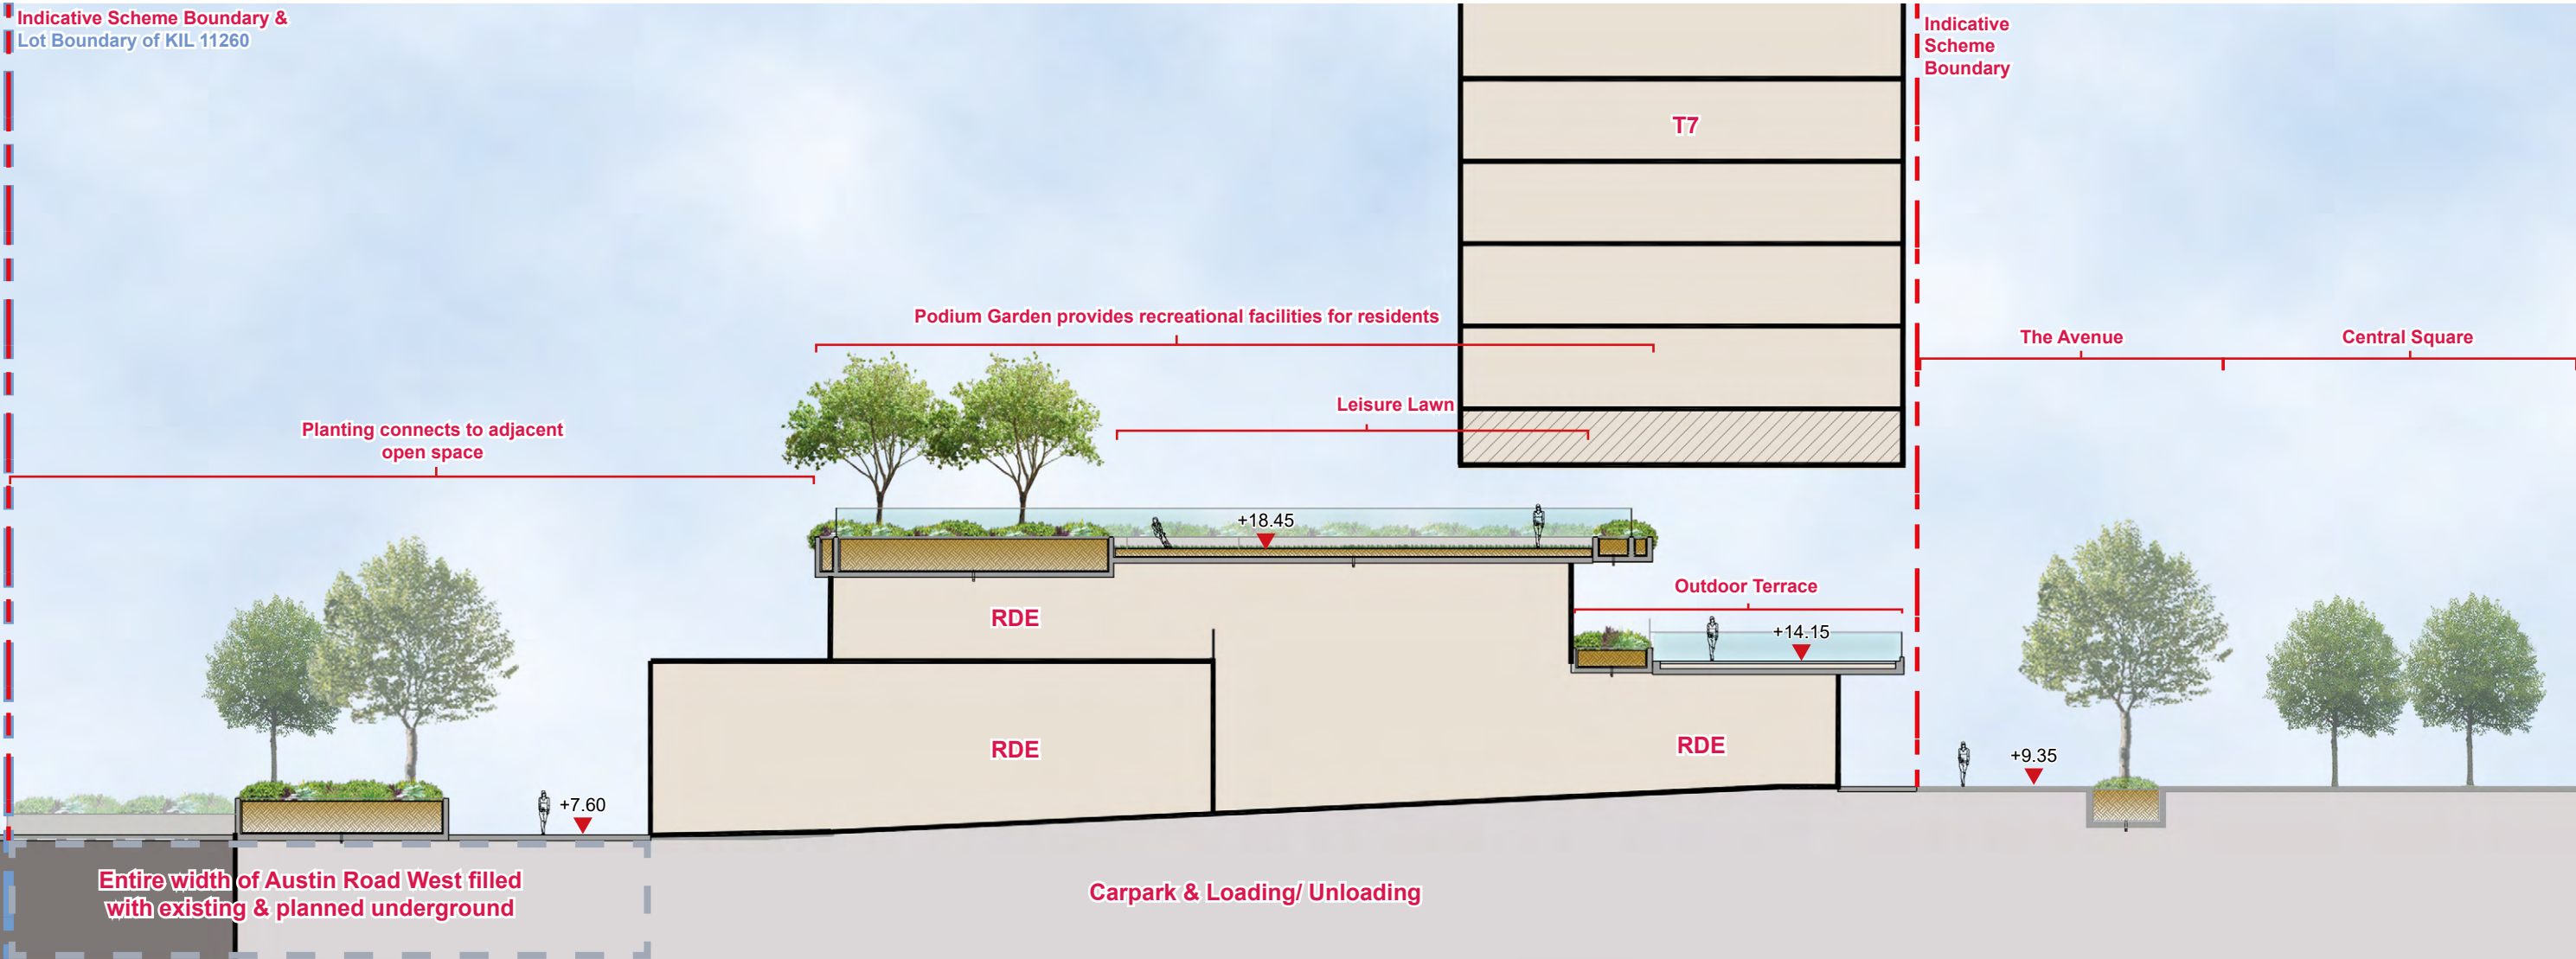 Indicative Scheme Boundary &
Lot Boundary of KIL 11260
Indicative
Scheme
Boundary
T7
Podium Garden provides recreational facilities for residents
The Avenue
Central Square
Leisure Lawn
Planting connects to adjacent
open space
+18.45
Outdoor Terrace
RDE
+14.15
RDE
RDE
+9.35
+7.60
Entire width of Austin Road West filled
with existing & planned underground
Carpark & Loading/ Unloading